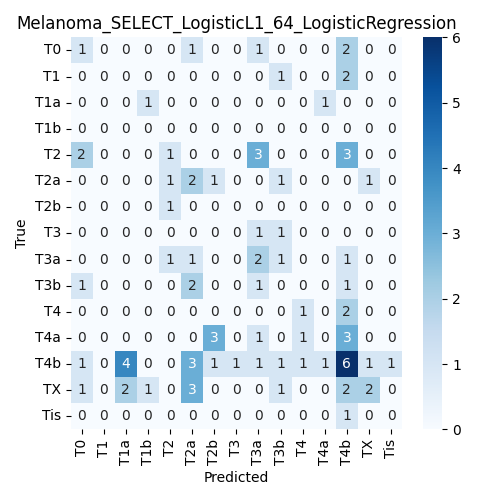 Melanoma_SELECT_LogisticL1_64_LogisticRegression
T0 1 0 0 0 0 1 0 0 1 0 0 0 2 0 0
T1 0 0 0 0 0 0 0 0 0 1 0 0 2 0 0
T1a 0 0 0 1 0 0 0 0 0 0 0 1 0 0 0
T1b 0 0 0 0 0 0 0 0 0 0 0 0 0 0 0
T2 2 0 0 0 1 0 0 0 3 0 0 0 3 0 0
T2a 0 0 0 0 1 2 1 0 0 1 0 0 0 1 0
T2b 0 0 0 0 1 0 0 0 0 0 0 0 0 0 0
T3 0 0 0 0 0 0 0 0 1 1 0 0 0 0 0
T3a 0 0 0 0 1 1 0 0 2 1 0 0 1 0 0
T3b 1 0 0 0 0 2 0 0 1 0 0 0 1 0 0
T4 0 0 0 0 0 0 0 0 0 0 1 0 2 0 0
T4a 0 0 0 0 0 0 3 0 1 0 1 0 3 0 0
T4b 1 0 4 0 0 3 1 1 1 1 1 1 6 1 1
TX 1 0 2 1 0 3 0 0 0 1 0 0 2 2 0
Tis 0 0 0 0 0 0 0 0 0 0 0 0 1 0 0
T0 T1 T1a T1b T2 T2a T2b T3 T3a T3b T4 T4a T4b TX Tis
Predicted
True
6
5
4
3
2
1
0